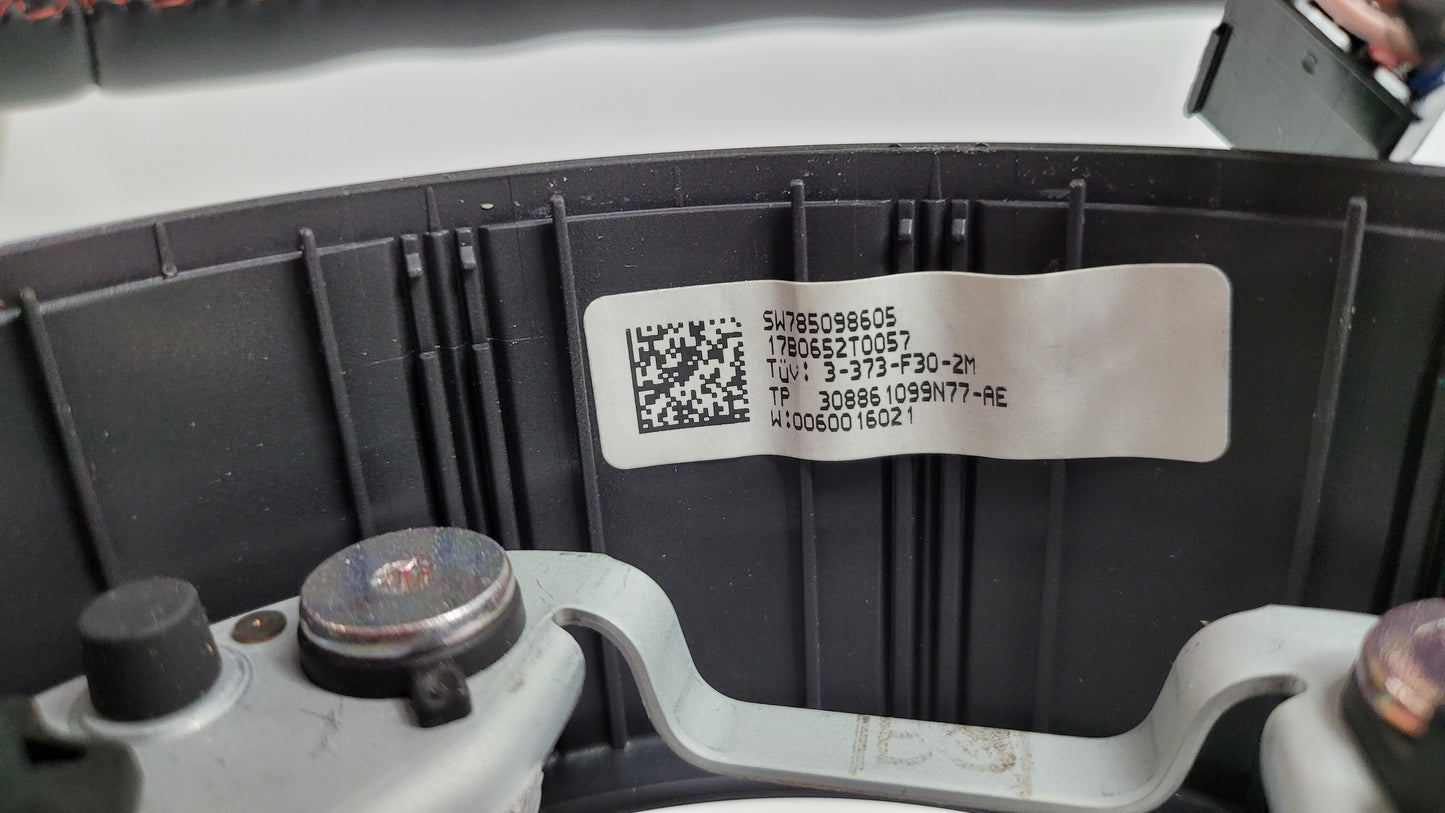 SW785098605
17B0652T0057
Tüv: 3-373-F30-2M
TP 308861099N77-AE
W:0060016021